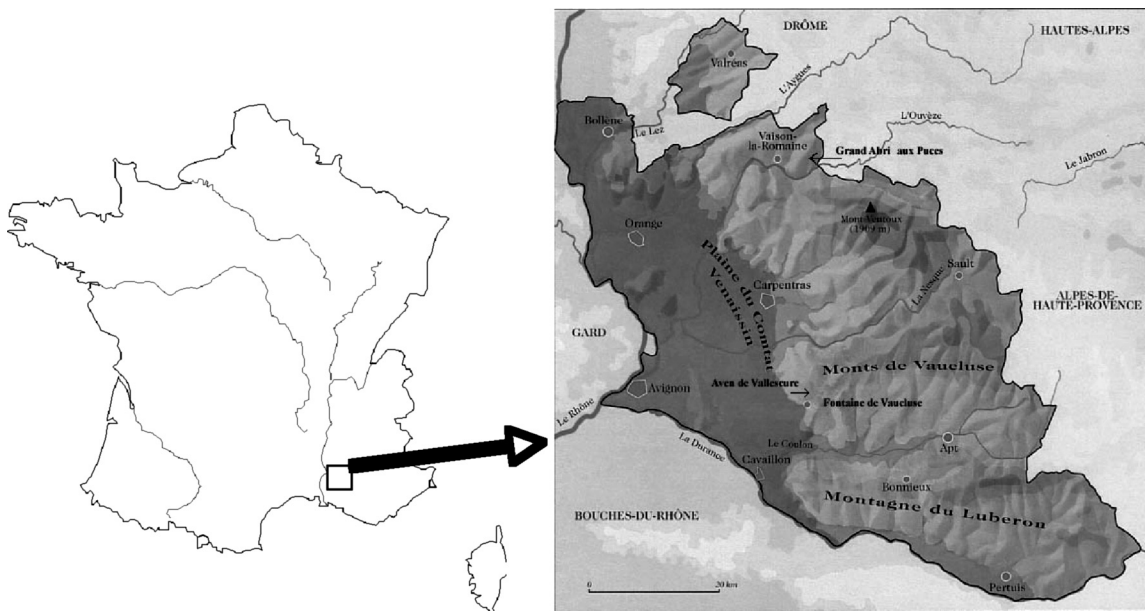 DRÔME
HAUTES-ALPES
Valréas
L'Aygues
Bollène
Le Lez
L'Ouvèze
Vaison-
la-Romaine
Grand Abri aux Puces
Le Jabron
Mont Ventoux
(1909 m)
Orange
Sault
Plaine du Comtat
Venaissin
Carpentras
La Nesque
ALPES-DE-
HAUTE-PROVENCE
GARD
Monts de Vaucluse
Aven de Vallescure
Avignon
Fontaine de Vaucluse
Le Rhône
La Durance
Le Coulon
Apt
Cavaillon
Bonnieux
Montagne du Luberon
BOUCHES-DU-RHÔNE
Pertuis
0 20 km